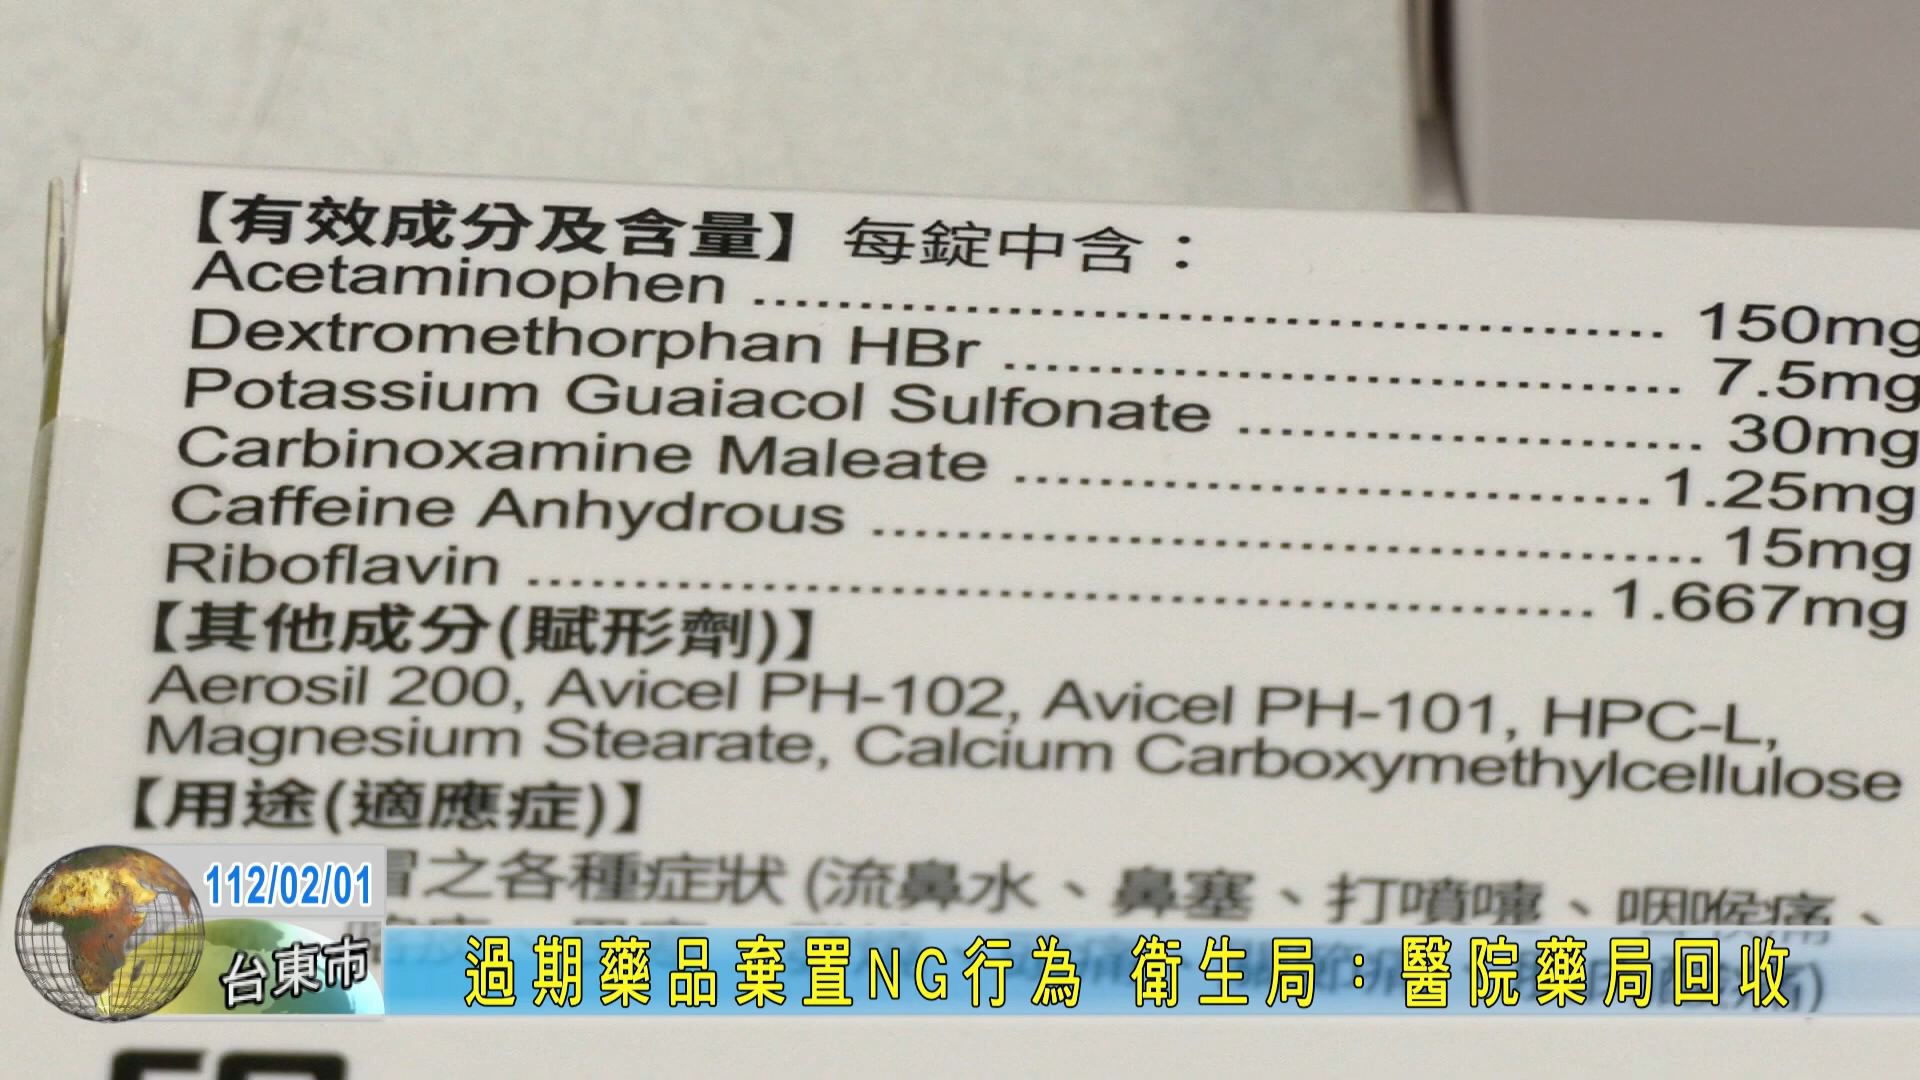 【有效成分及含量】每錠中含：
Acetaminophen ................ 150mg
Dextromethorphan HBr ................ 7.5mg
Potassium Guaiacol Sulfonate ................ 30mg
Carbinoxamine Maleate ................ 1.25mg
Caffeine Anhydrous ................ 15mg
Riboflavin ................ 1.667mg
【其他成分(賦形劑)】
Aerosil 200, Avicel PH-102, Avicel PH-101, HPC-L,
Magnesium Stearate, Calcium Carboxymethylcellulose
【用途(適應症)】
冒之各種症狀(流鼻水、鼻塞、打噴嚏、咽喉痛、
112/02/01
台東市
過期藥品棄置NG行為 衛生局：醫院藥局回收